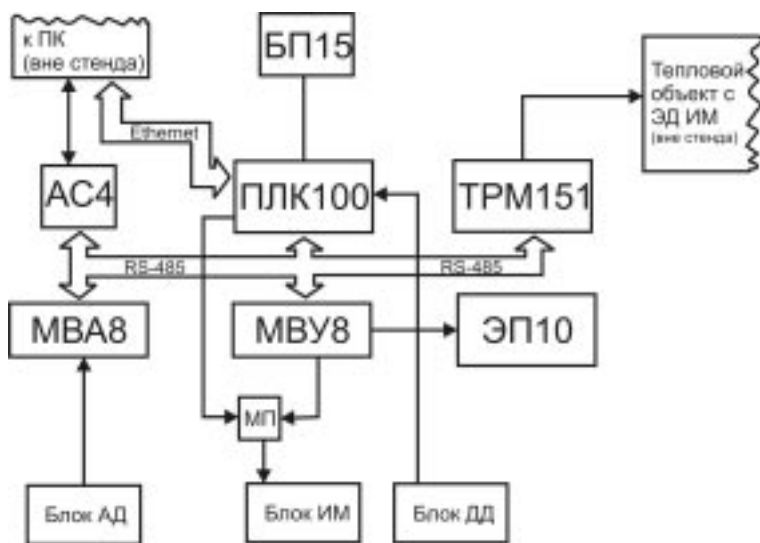 к ПК
(вне стенда)
БП15
Тепловой
объект с
ЭД ИМ
(вне стенда)
Ethernet
АС4
ПЛК100
ТРМ151
RS-485
RS-485
МВА8
МВУ8
ЭП10
МП
Блок АД
Блок ИМ
Блок ДД